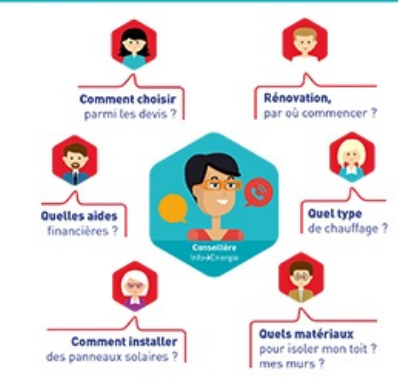 Comment choisir
parmi les devis ?
Rénovation,
par où commencer ?
Quelles aides
financières ?
Conseillère
Info→Energie
Quel type
de chauffage ?
Comment installer
des panneaux solaires ?
Quels matériaux
pour isoler mon toit ?
mes murs ?